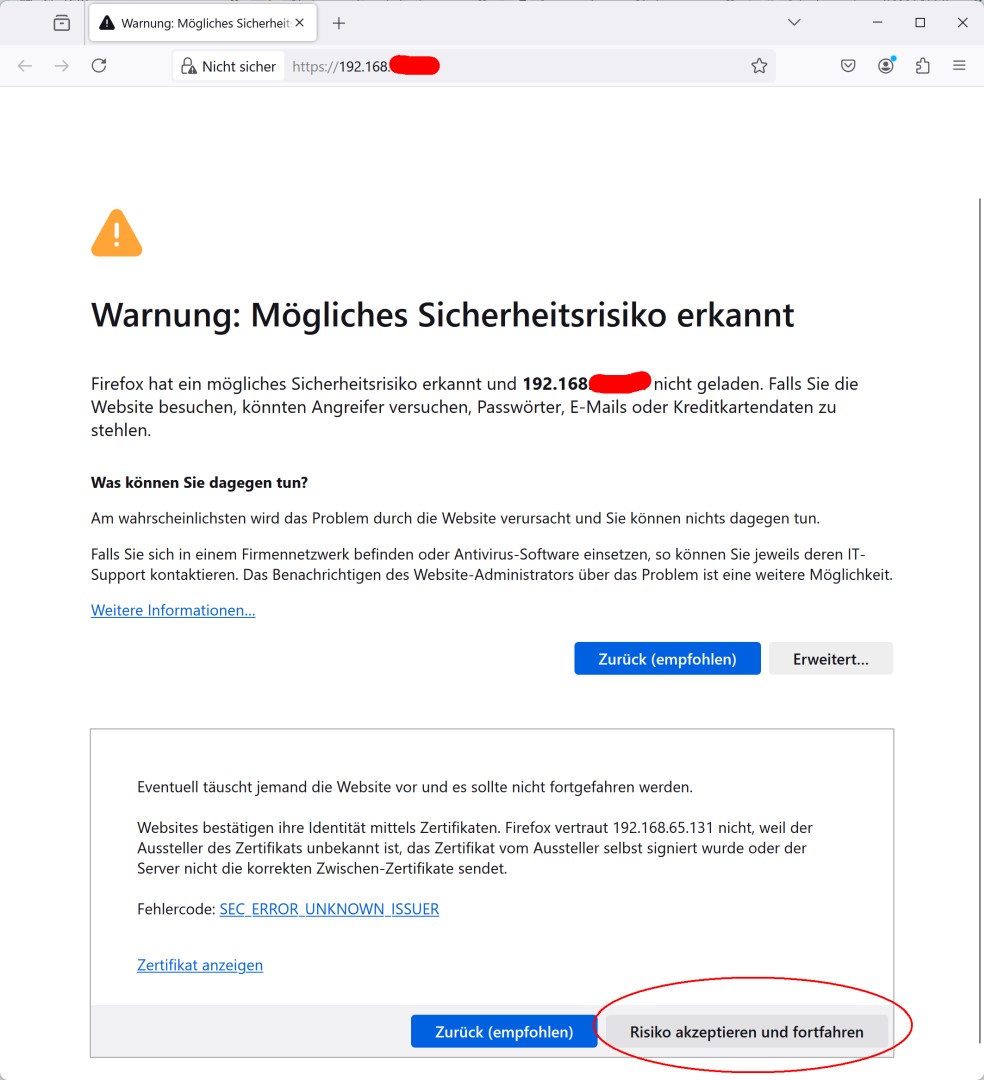 Warnung: Mögliches Sicherheits
Nicht sicher
https://192.168.
Warnung: Mögliches Sicherheitsrisiko erkannt
Firefox hat ein mögliches Sicherheitsrisiko erkannt und 192.168. nicht geladen. Falls Sie die
Website besuchen, könnten Angreifer versuchen, Passwörter, E-Mails oder Kreditkartendaten zu
stehlen.
Was können Sie dagegen tun?
Am wahrscheinlichsten wird das Problem durch die Website verursacht und Sie können nichts dagegen tun.
Falls Sie sich in einem Firmennetzwerk befinden oder Antivirus-Software einsetzen, so können Sie jeweils deren IT-
Support kontaktieren. Das Benachrichtigen des Website-Administrators über das Problem ist eine weitere Möglichkeit.
Weitere Informationen...
Zurück (empfohlen)
Erweitert...
Eventuell täuscht jemand die Website vor und es sollte nicht fortgefahren werden.
Websites bestätigen ihre Identität mittels Zertifikaten. Firefox vertraut 192.168.65.131 nicht, weil der
Aussteller des Zertifikats unbekannt ist, das Zertifikat vom Aussteller selbst signiert wurde oder der
Server nicht die korrekten Zwischen-Zertifikate sendet.
Fehlercode: SEC_ERROR_UNKNOWN_ISSUER
Zertifikat anzeigen
Zurück (empfohlen)
Risiko akzeptieren und fortfahren